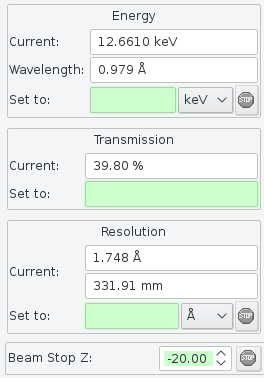 Energy
Current: 12.6610 keV
Wavelength: 0.979 Å
Set to: keV STOP
Transmission
Current: 39.80 %
Set to:
Resolution
1.748 Å
Current:
331.91 mm
Set to: Å STOP
Beam Stop Z: -20.00 STOP